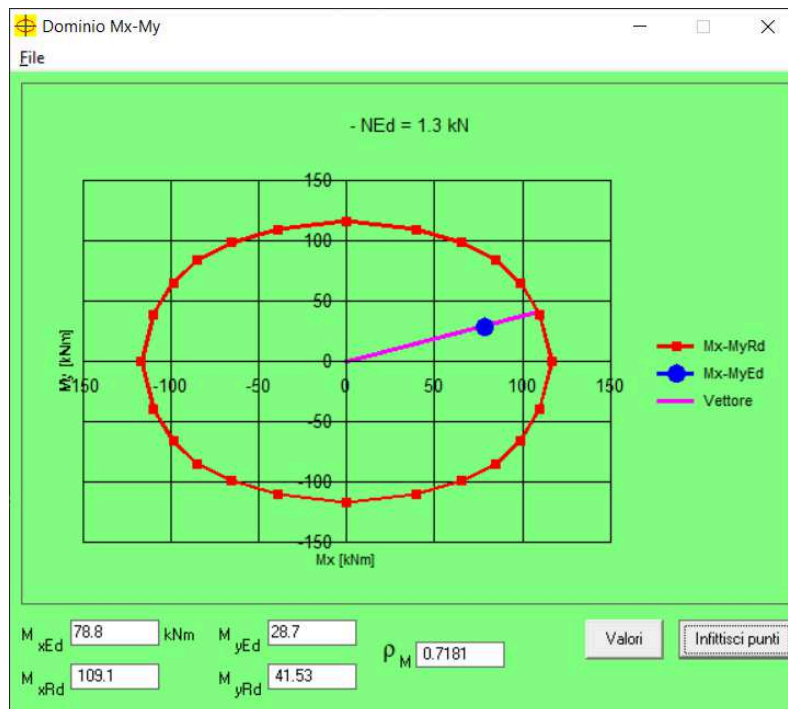 Dominio Mx-My
File
- NEd = 1.3 kN
150
100
50
0
-50
-100
-150
-150 -100 -50 0 50 100 150
My [kNm]
Mx [kNm]
Mx-MyRd
Mx-MyEd
Vettore
M xEd 78.8 kNm M yEd 28.7
M xRd 109.1 M yRd 41.53
ρ M 0.7181
Valori Infittisci punti